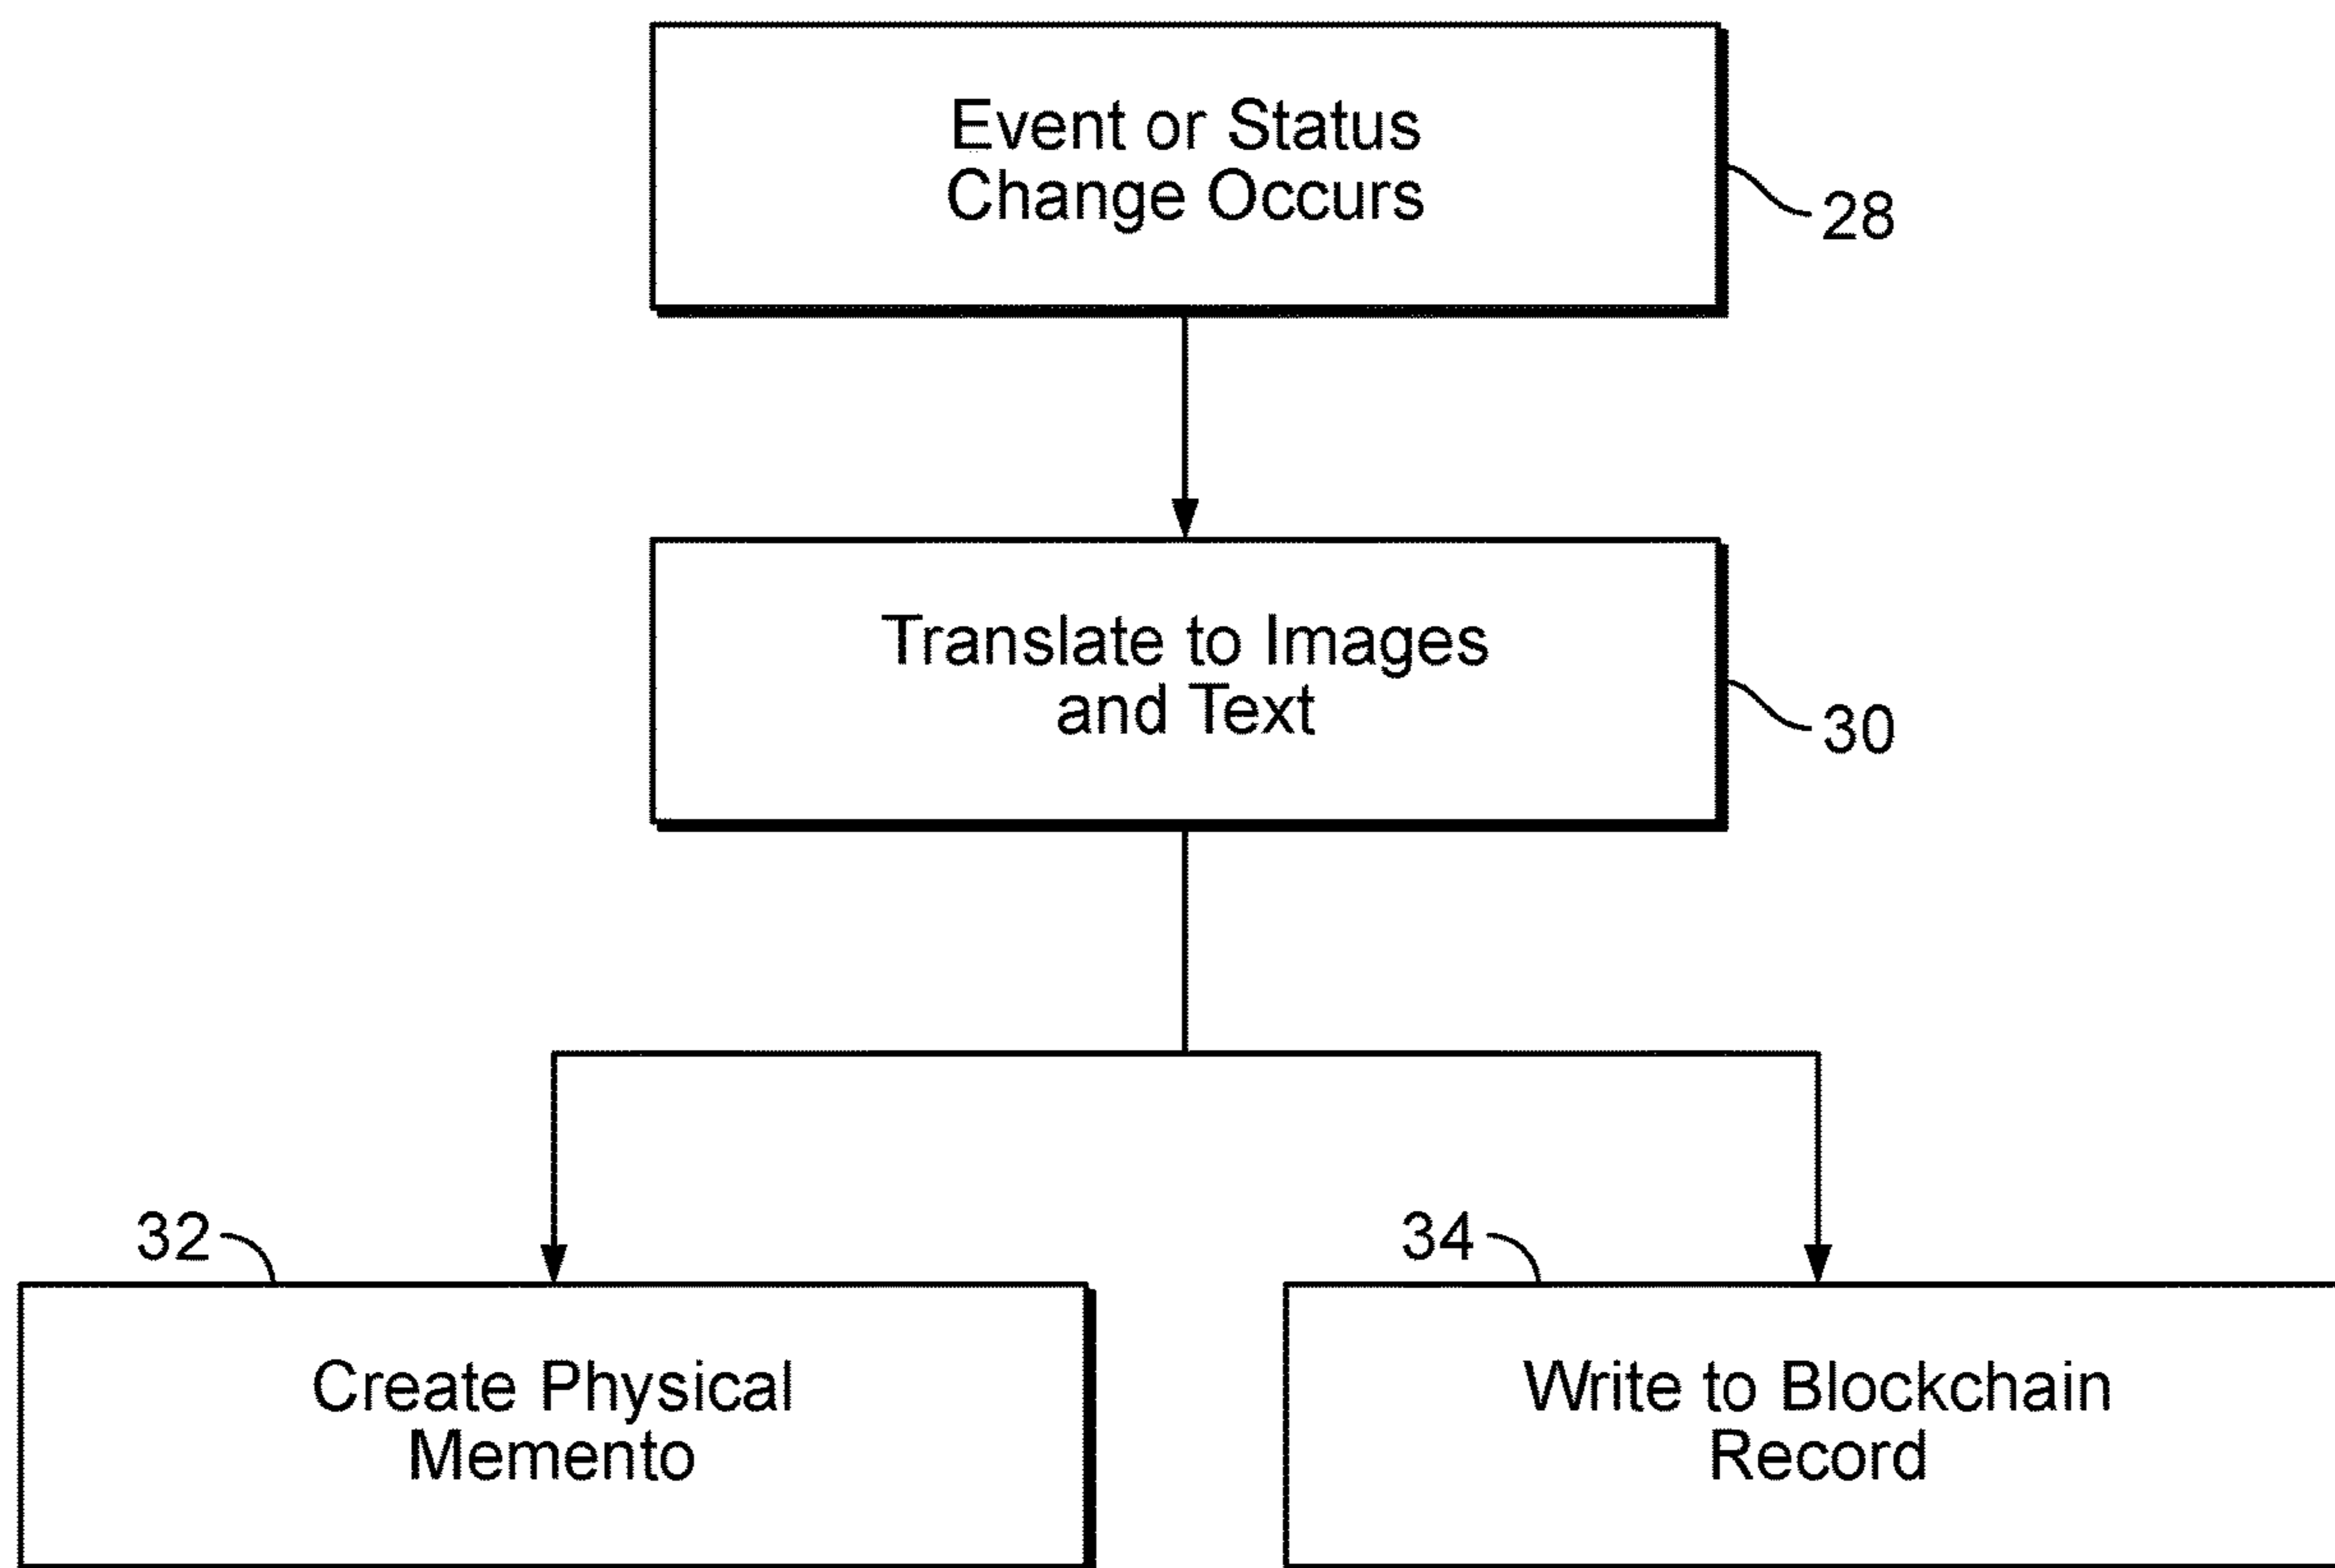 Event or Status
Change Occurs
28
Translate to Images
and Text
30
32
34
Create Physical
Memento
Write to Blockchain
Record